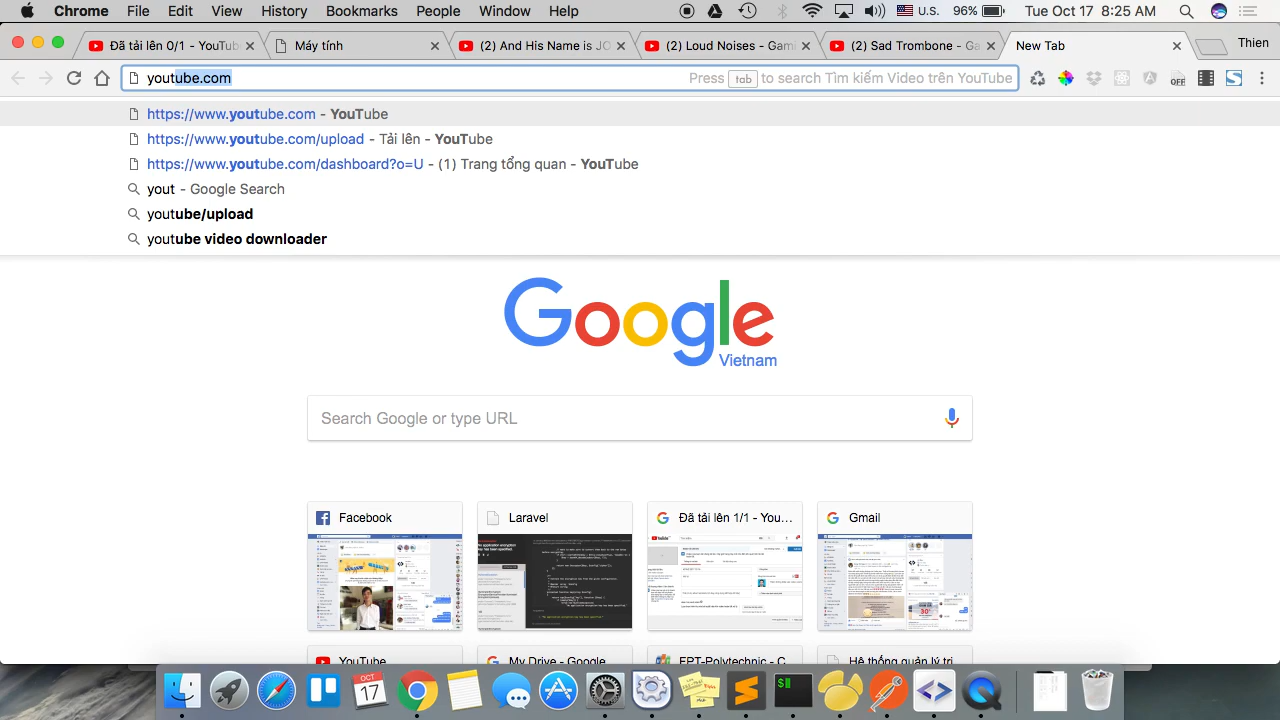 Chrome File Edit View History Bookmarks People Window Help U.S. 96% Tue Oct 17 8:25 AM
Đã tải lên 0/1 - YouTub Máy tính (2) And His Name is JO (2) Loud Noises - Gam (2) Sad Trombone - Ga New Tab Thien
youtube.com Press tab to search Tìm kiếm Video trên YouTube OFF
https://www.youtube.com - YouTube
https://www.youtube.com/upload - Tải lên - YouTube
https://www.youtube.com/dashboard?o=U - (1) Trang tổng quan - YouTube
yout - Google Search
youtube/upload
youtube video downloader
Google
Vietnam
Search Google or type URL
Facebook Laravel Đã tải lên 1/1 - You... Gmail
YouTube My Drive - Google FPT-Polytechnic - C Hệ thống quản lý tri
OCT
17